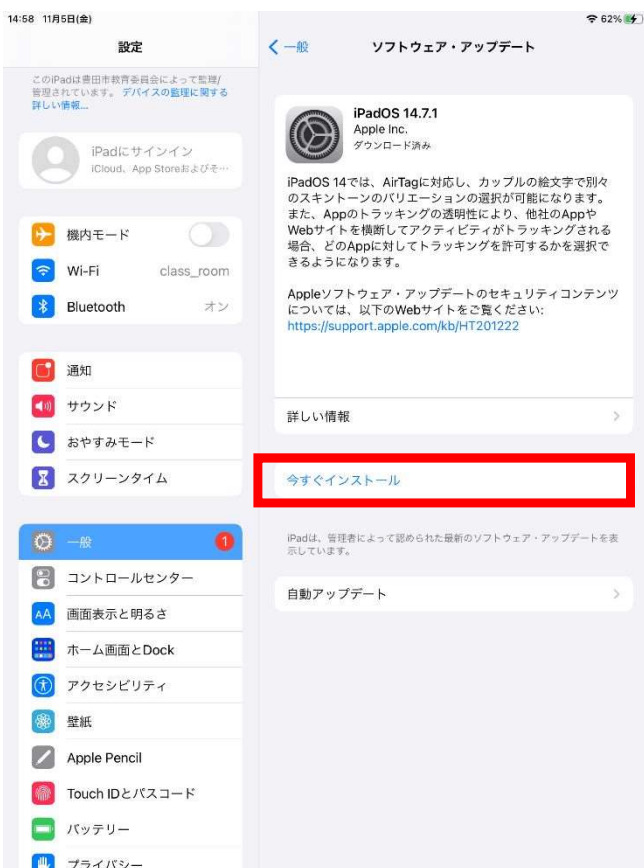 14:58 11月5日(金)
62%
設定
このiPadは豊田市教育委員会によって監理/
管理されています。デバイスの監理に関する
詳しい情報...
iPadにサインイン
iCloud、App Storeおよびそ…
機内モード
Wi-Fi class_room
Bluetooth オン
通知
サウンド
おやすみモード
スクリーンタイム
一般 1
コントロールセンター
AA 画面表示と明るさ
ホーム画面とDock
アクセシビリティ
壁紙
Apple Pencil
Touch IDとパスコード
バッテリー
プライバシー
一般 ソフトウェア・アップデート
iPadOS 14.7.1
Apple Inc.
ダウンロード済み
iPadOS 14では、AirTagに対応し、カップルの絵文字で別々
のスキントーンのバリエーションの選択が可能になります。
また、Appのトラッキングの透明性により、他社のAppや
Webサイトを横断してアクティビティがトラッキングされる
場合、どのAppに対してトラッキングを許可するかを選択で
きるようになります。
Appleソフトウェア・アップデートのセキュリティコンテンツ
については、以下のWebサイトをご覧ください:
https://support.apple.com/kb/HT201222
詳しい情報
今すぐインストール
iPadは、管理者によって認められた最新のソフトウェア・アップデートを表
示しています。
自動アップデート